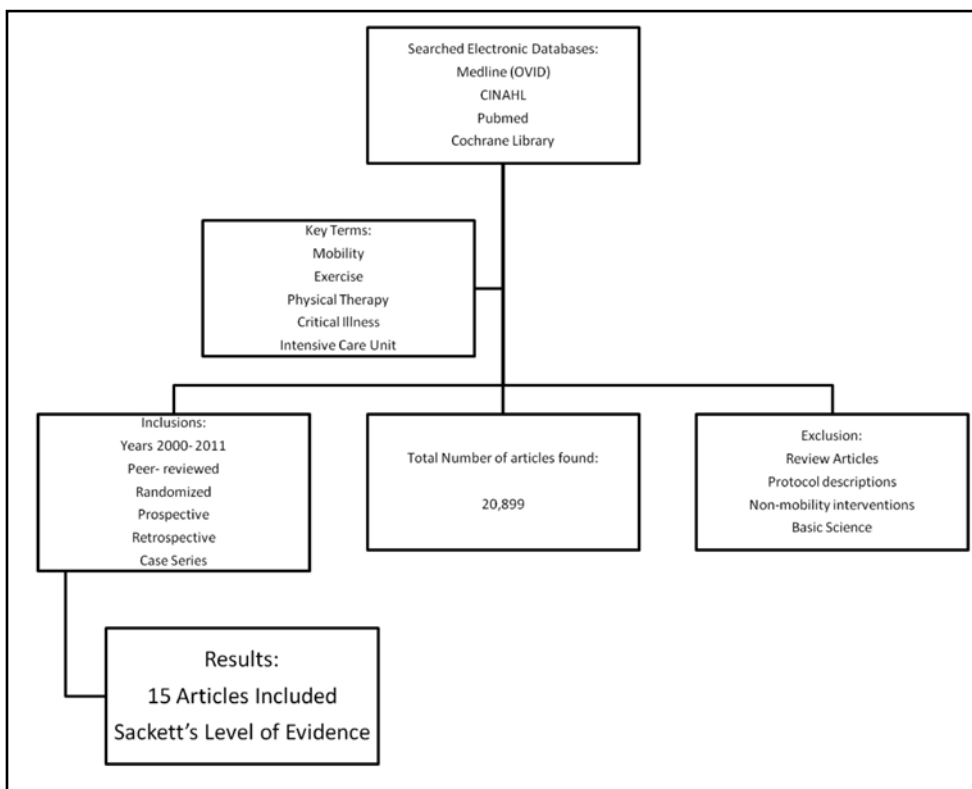 Searched Electronic Databases:
Medline (OVID)
CINAHL
Pubmed
Cochrane Library
Key Terms:
Mobility
Exercise
Physical Therapy
Critical Illness
Intensive Care Unit
Inclusions:
Years 2000- 2011
Peer- reviewed
Randomized
Prospective
Retrospective
Case Series
Total Number of articles found:
20,899
Exclusion:
Review Articles
Protocol descriptions
Non-mobility interventions
Basic Science
Results:
15 Articles Included
Sackett’s Level of Evidence